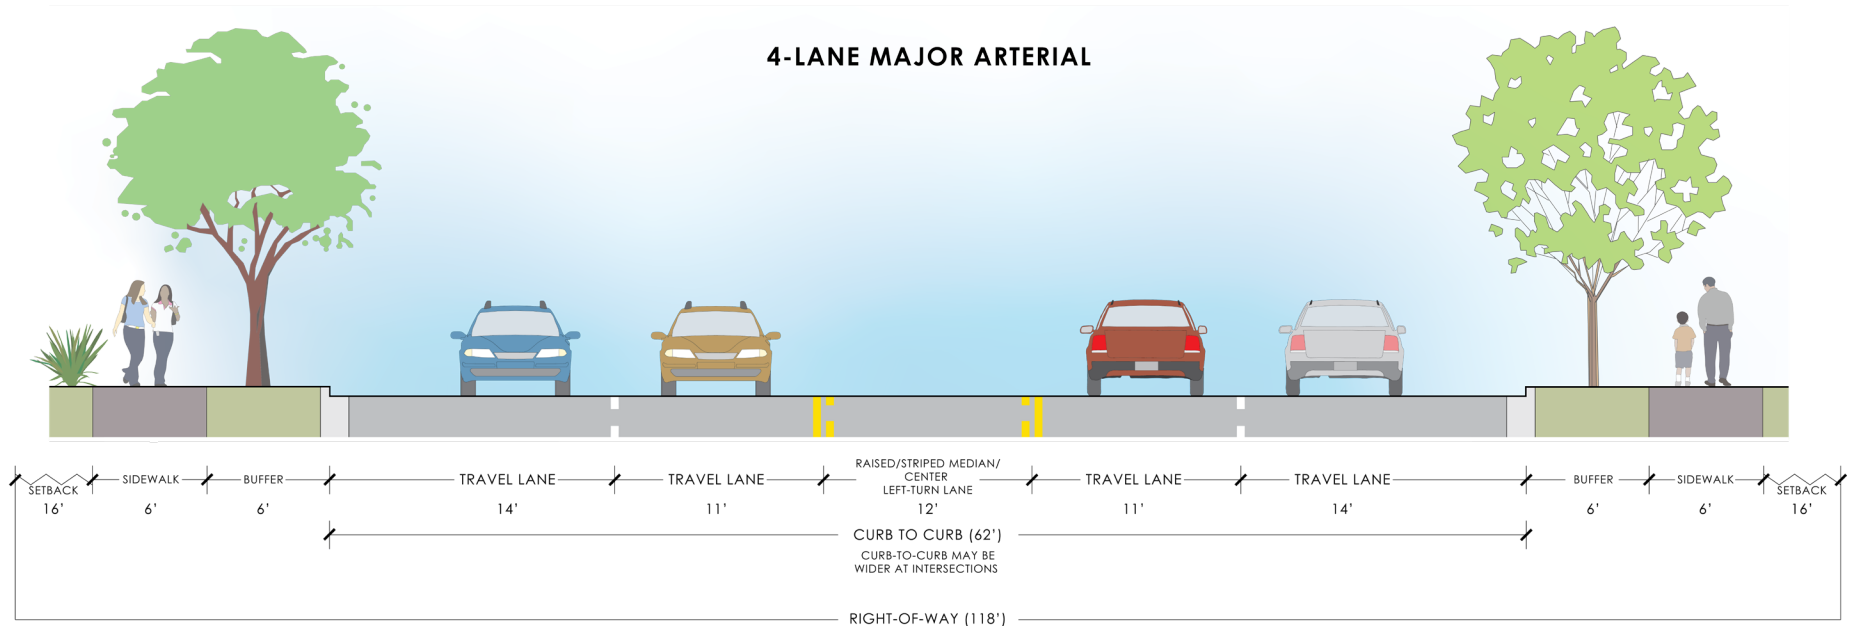 4-LANE MAJOR ARTERIAL
SETBACK
SIDEWALK
BUFFER
TRAVEL LANE
TRAVEL LANE
RAISED/STRIPED MEDIAN/
CENTER
LEFT-TURN LANE
TRAVEL LANE
TRAVEL LANE
BUFFER
SIDEWALK
SETBACK
16’
6’
6’
14’
11’
12’
11’
14’
6’
6’
16’
CURB TO CURB (62’)
CURB-TO-CURB MAY BE
WIDER AT INTERSECTIONS
RIGHT-OF-WAY (118’)